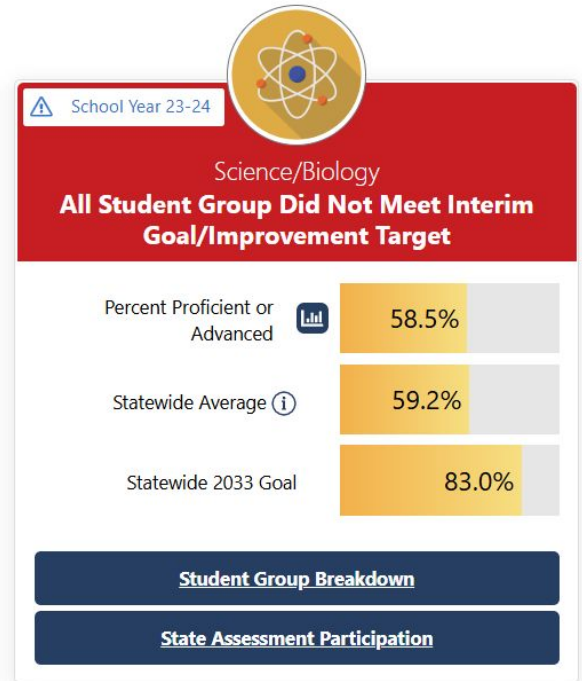 School Year 23-24
Science/Biology
All Student Group Did Not Meet Interim
Goal/Improvement Target
Percent Proficient or
Advanced
58.5%
Statewide Average
59.2%
Statewide 2033 Goal
83.0%
Student Group Breakdown
State Assessment Participation